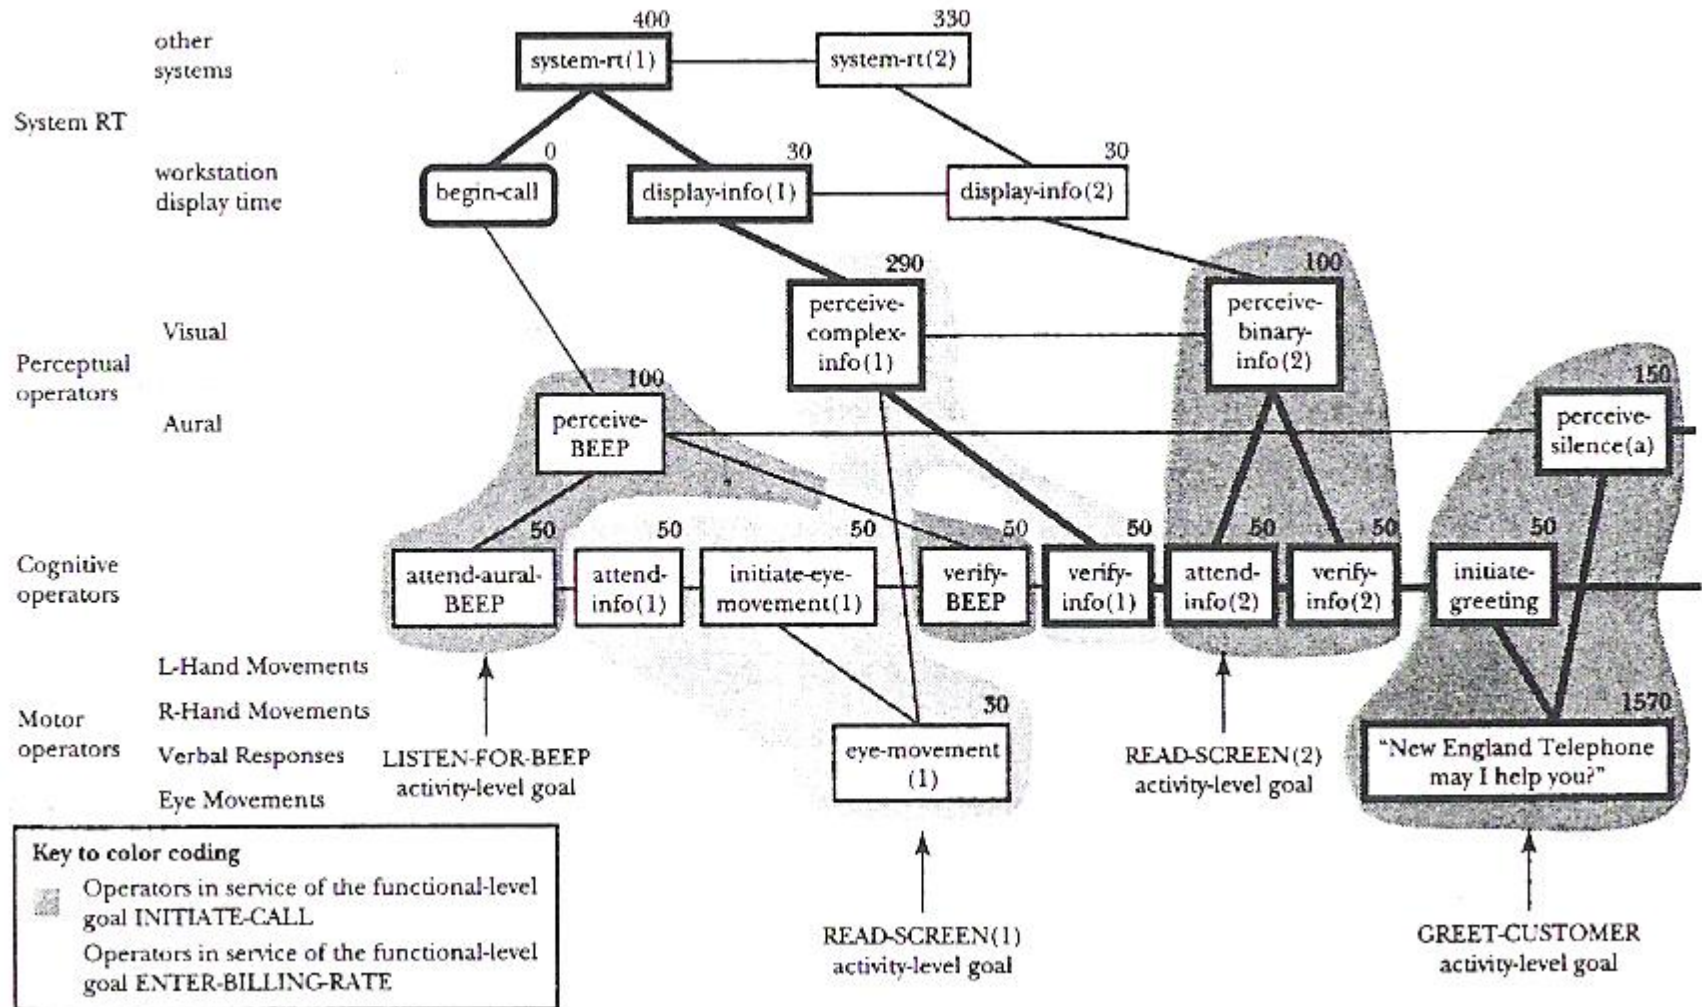 400
330
other
systems
system-rt(1)
system-rt(2)
System RT
0
30
30
workstation
display time
begin-call
display-info(1)
display-info(2)
290
100
perceive-
complex-
info(1)
perceive-
binary-
info(2)
Visual
Perceptual
operators
Aural
100
150
perceive-
BEEP
perceive-
silence(a)
50
50
50
50
50
50
50
50
Cognitive
operators
attend-aural-
BEEP
attend-
info(1)
initiate-eye-
movement(1)
verify-
BEEP
verify-
info(1)
attend-
info(2)
verify-
info(2)
initiate-
greeting
Motor
operators
L-Hand Movements
R-Hand Movements
Verbal Responses
Eye Movements
30
1570
eye-movement
(1)
"New England Telephone
may I help you?"
LISTEN-FOR-BEEP
activity-level goal
READ-SCREEN(2)
activity-level goal
READ-SCREEN(1)
activity-level goal
GREET-CUSTOMER
activity-level goal
Key to color coding
Operators in service of the functional-level
goal INITIATE-CALL
Operators in service of the functional-level
goal ENTER-BILLING-RATE